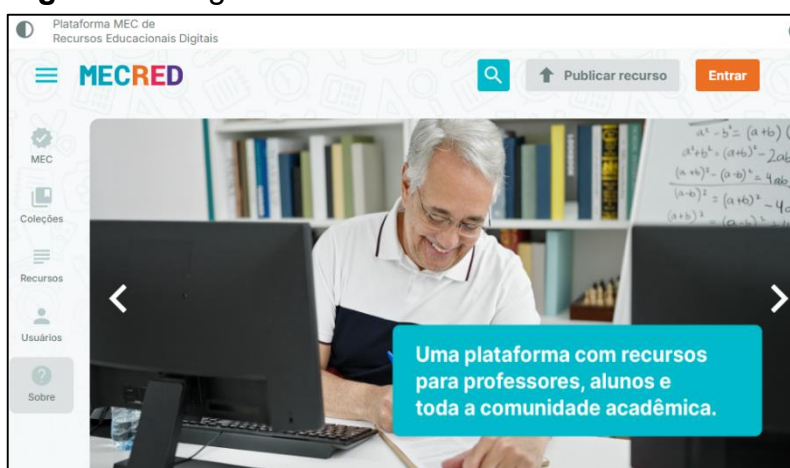 Plataforma MEC de
Recursos Educacionais Digitais
MECRED
Publicar recurso
Entrar
MEC
Coleções
Recursos
Usuários
Sobre
Uma plataforma com recursos
para professores, alunos e
toda a comunidade acadêmica.